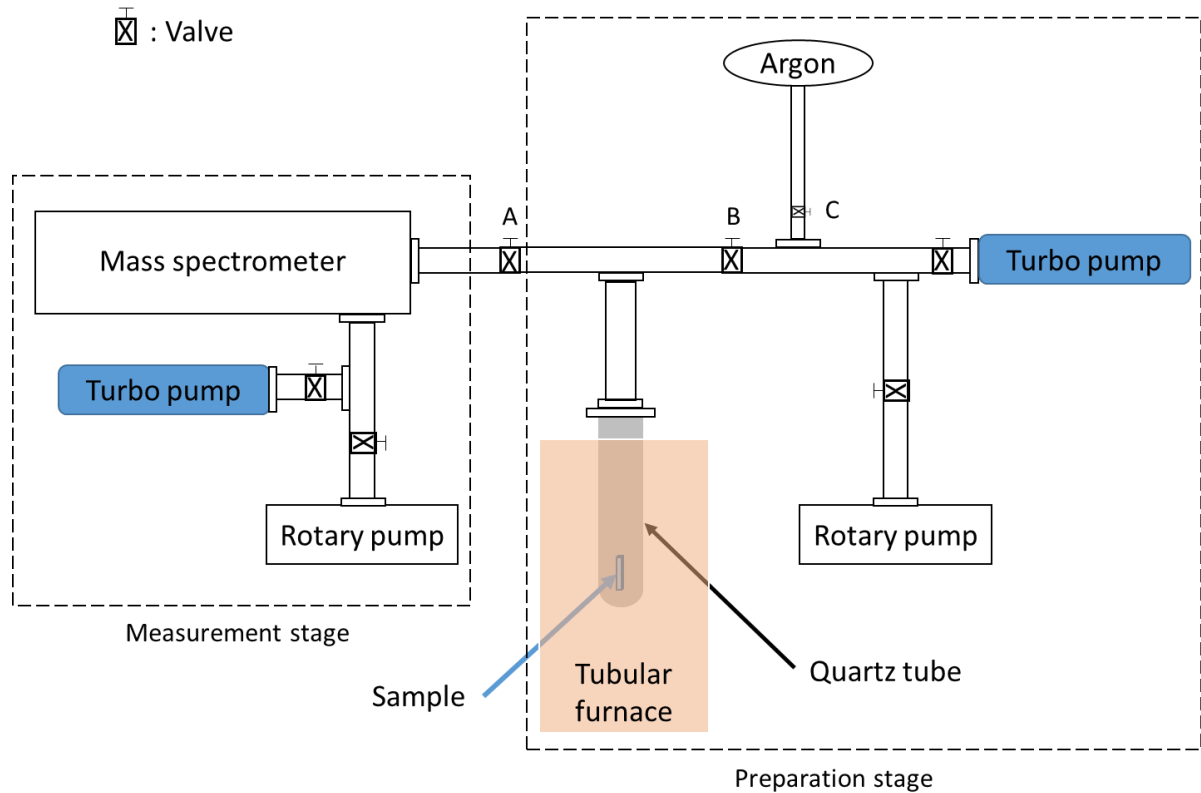 : Valve
Argon
A
B
C
Mass spectrometer
Turbo pump
Turbo pump
Rotary pump
Rotary pump
Measurement stage
Sample
Tubular
furnace
Quartz tube
Preparation stage